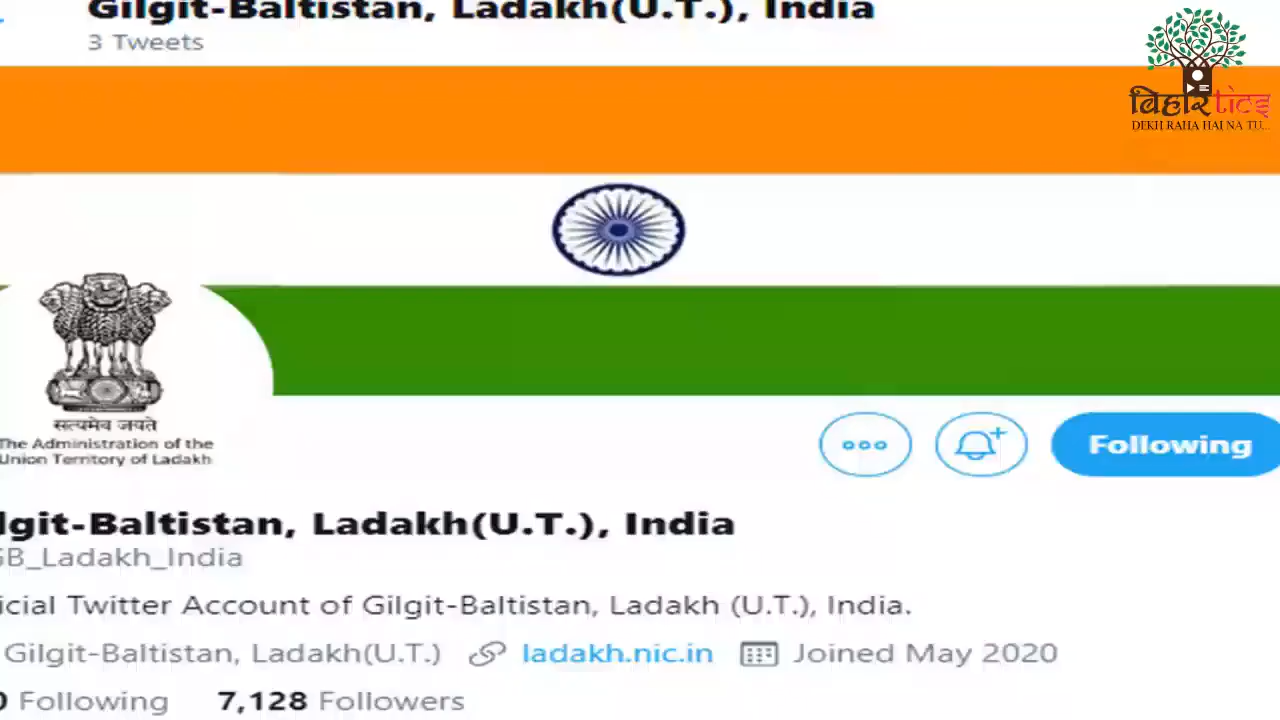 Gilgit-Baltistan, Ladakh(U.T.), India
3 Tweets
बिहारtics
DEKH RAHA HAI NA TU...
सत्यमेव जयते
The Administration of the
Union Territory of Ladakh
Following
lgit-Baltistan, Ladakh(U.T.), India
GB_Ladakh_India
icial Twitter Account of Gilgit-Baltistan, Ladakh (U.T.), India.
Gilgit-Baltistan, Ladakh(U.T.) ladakh.nic.in Joined May 2020
0 Following 7,128 Followers